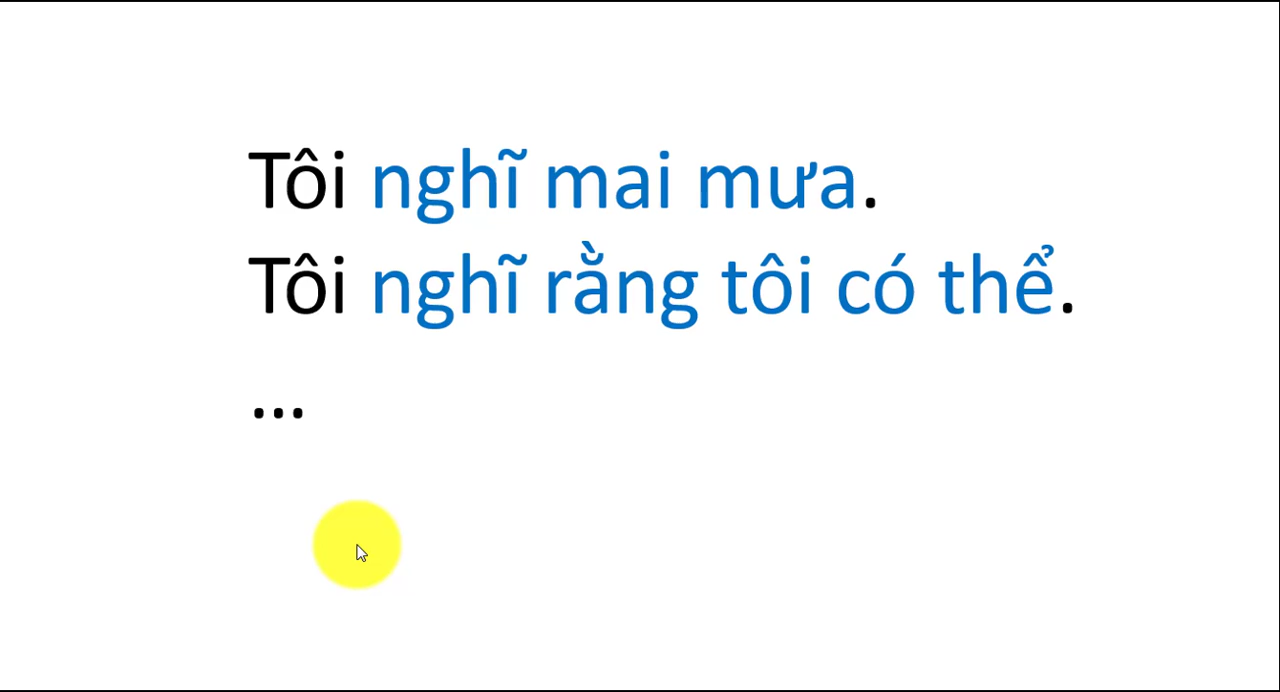 Tôi nghĩ mai mưa.
Tôi nghĩ rằng tôi có thể.
...